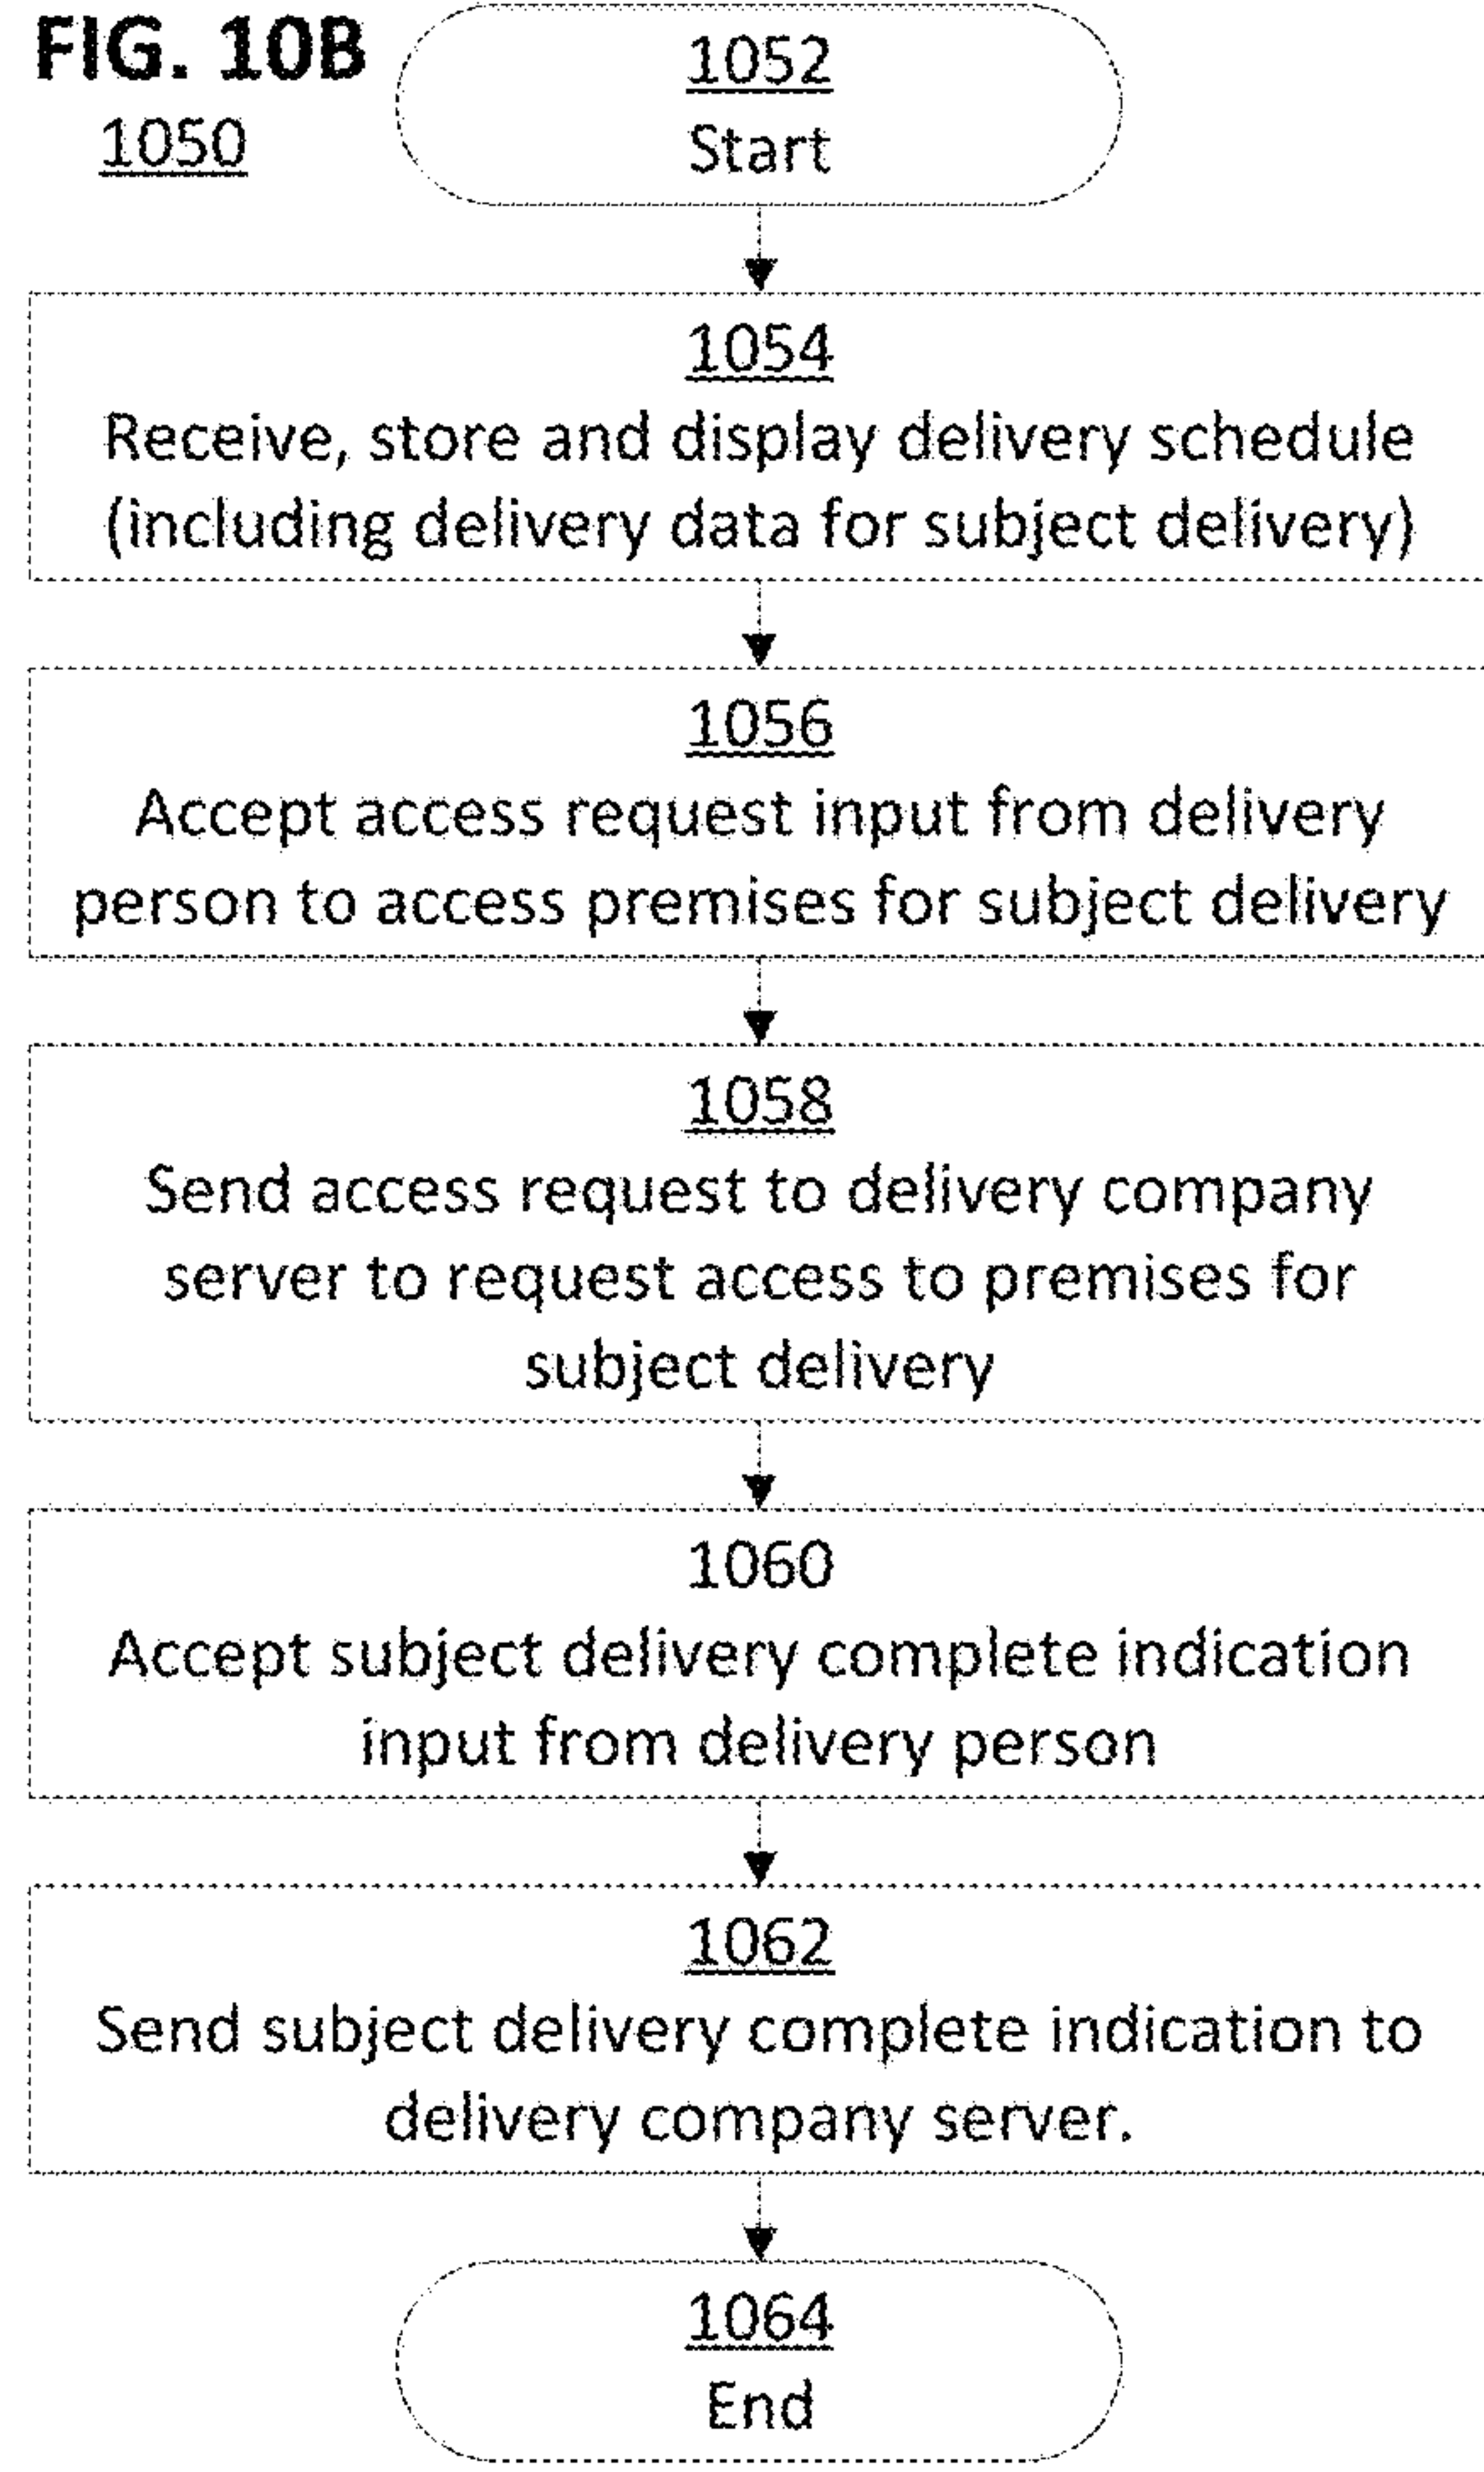 FIG. 10B
1050
1052
Start
1054
Receive, store and display delivery schedule
(including delivery data for subject delivery)
1056
Accept access request input from delivery
person to access premises for subject delivery
1058
Send access request to delivery company
server to request access to premises for
subject delivery
1060
Accept subject delivery complete indication
input from delivery person
1062
Send subject delivery complete indication to
delivery company server.
1064
End